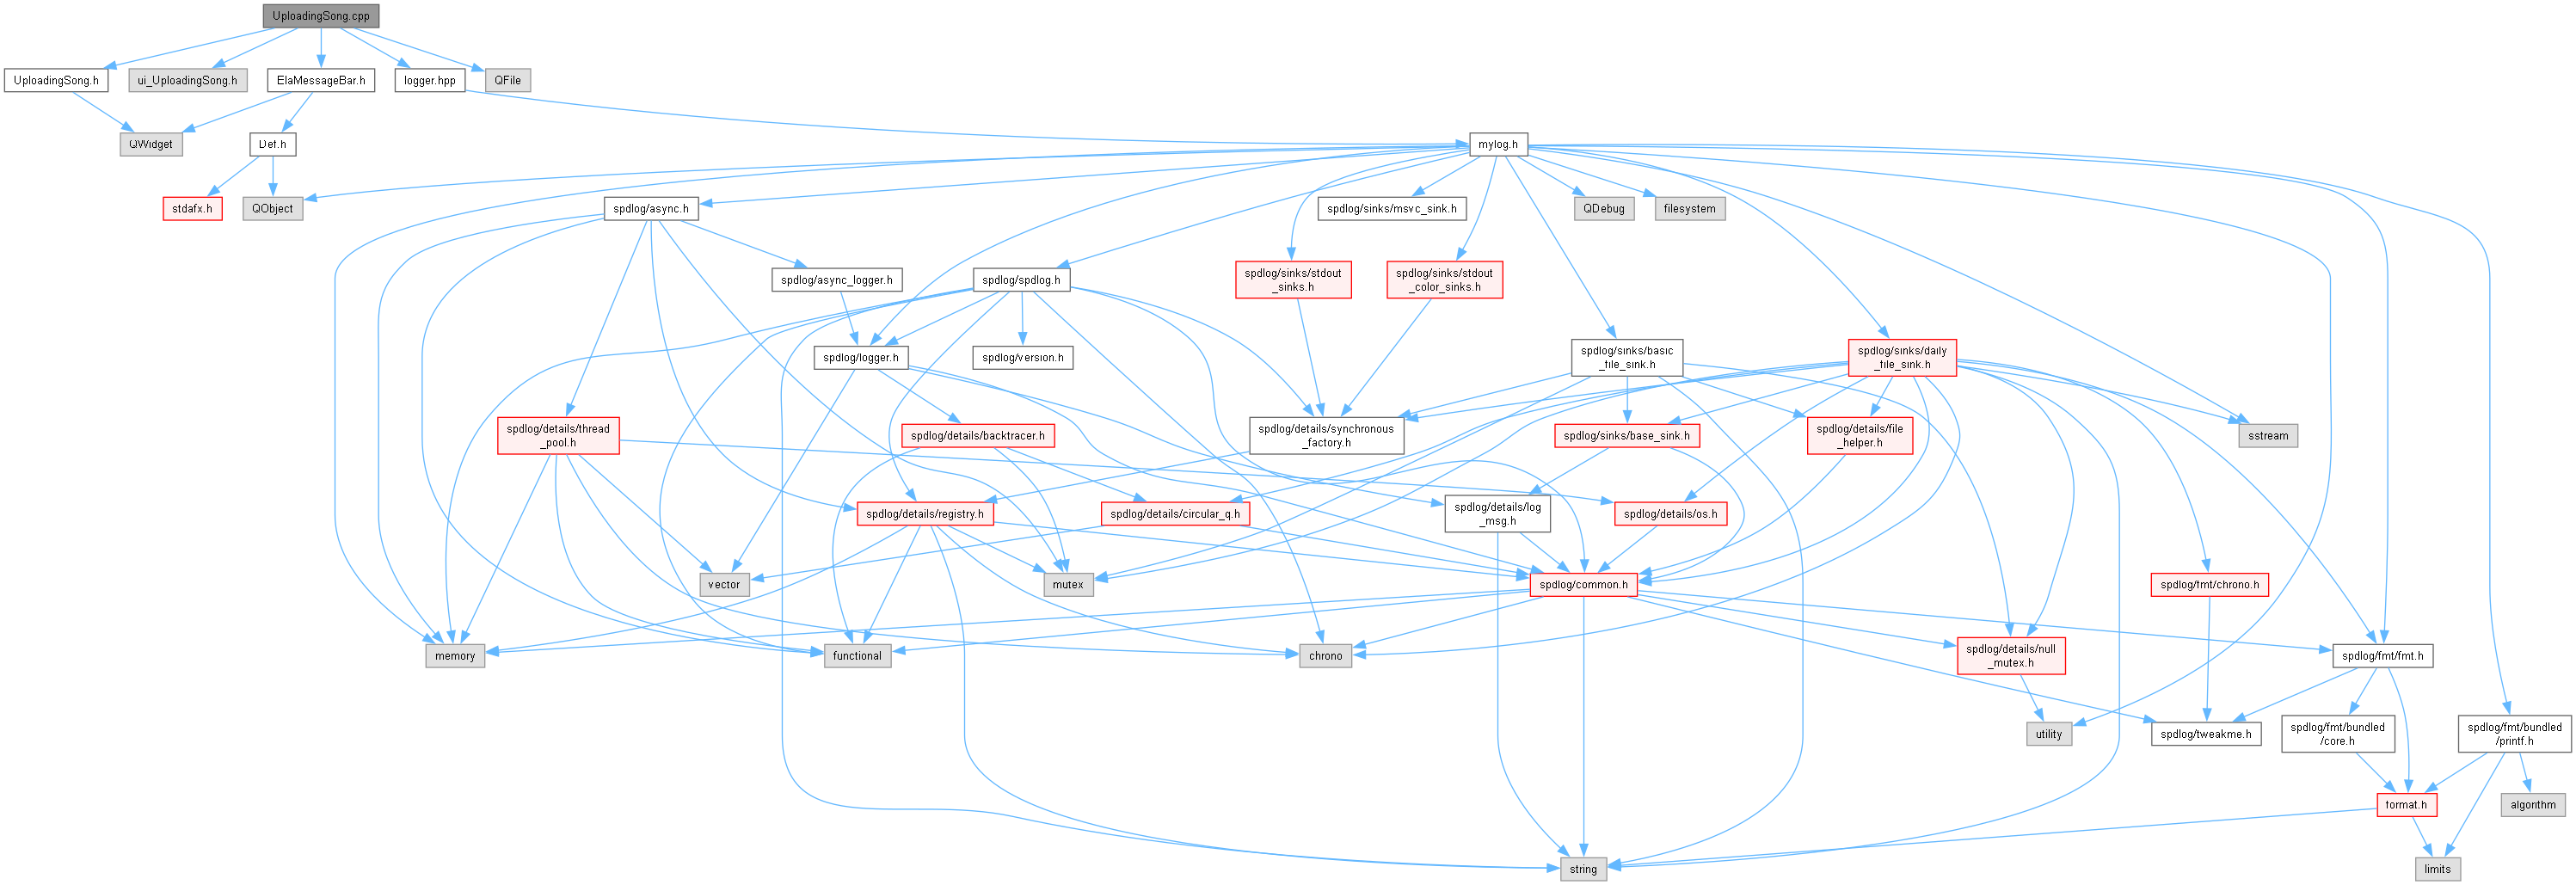 UploadingSong.cpp
UploadingSong.h
ui_UploadingSong.h
ElaMessageBar.h
logger.hpp
QFile
QWidget
Def.h
mylog.h
stdafx.h
QObject
spdlog/async.h
spdlog/sinks/msvc_sink.h
QDebug
filesystem
spdlog/async_logger.h
spdlog/spdlog.h
spdlog/sinks/stdout
_sinks.h
spdlog/sinks/stdout
_color_sinks.h
spdlog/logger.h
spdlog/version.h
spdlog/sinks/basic
_file_sink.h
spdlog/sinks/daily
_file_sink.h
spdlog/details/thread
_pool.h
spdlog/details/backtracer.h
spdlog/details/synchronous
_factory.h
spdlog/sinks/base_sink.h
spdlog/details/file
_helper.h
sstream
spdlog/details/registry.h
spdlog/details/circular_q.h
spdlog/details/log
_msg.h
spdlog/details/os.h
vector
mutex
spdlog/common.h
spdlog/fmt/chrono.h
memory
functional
chrono
spdlog/details/null
_mutex.h
spdlog/fmt/fmt.h
utility
spdlog/tweakme.h
spdlog/fmt/bundled
/core.h
spdlog/fmt/bundled
/printf.h
format.h
algorithm
string
limits